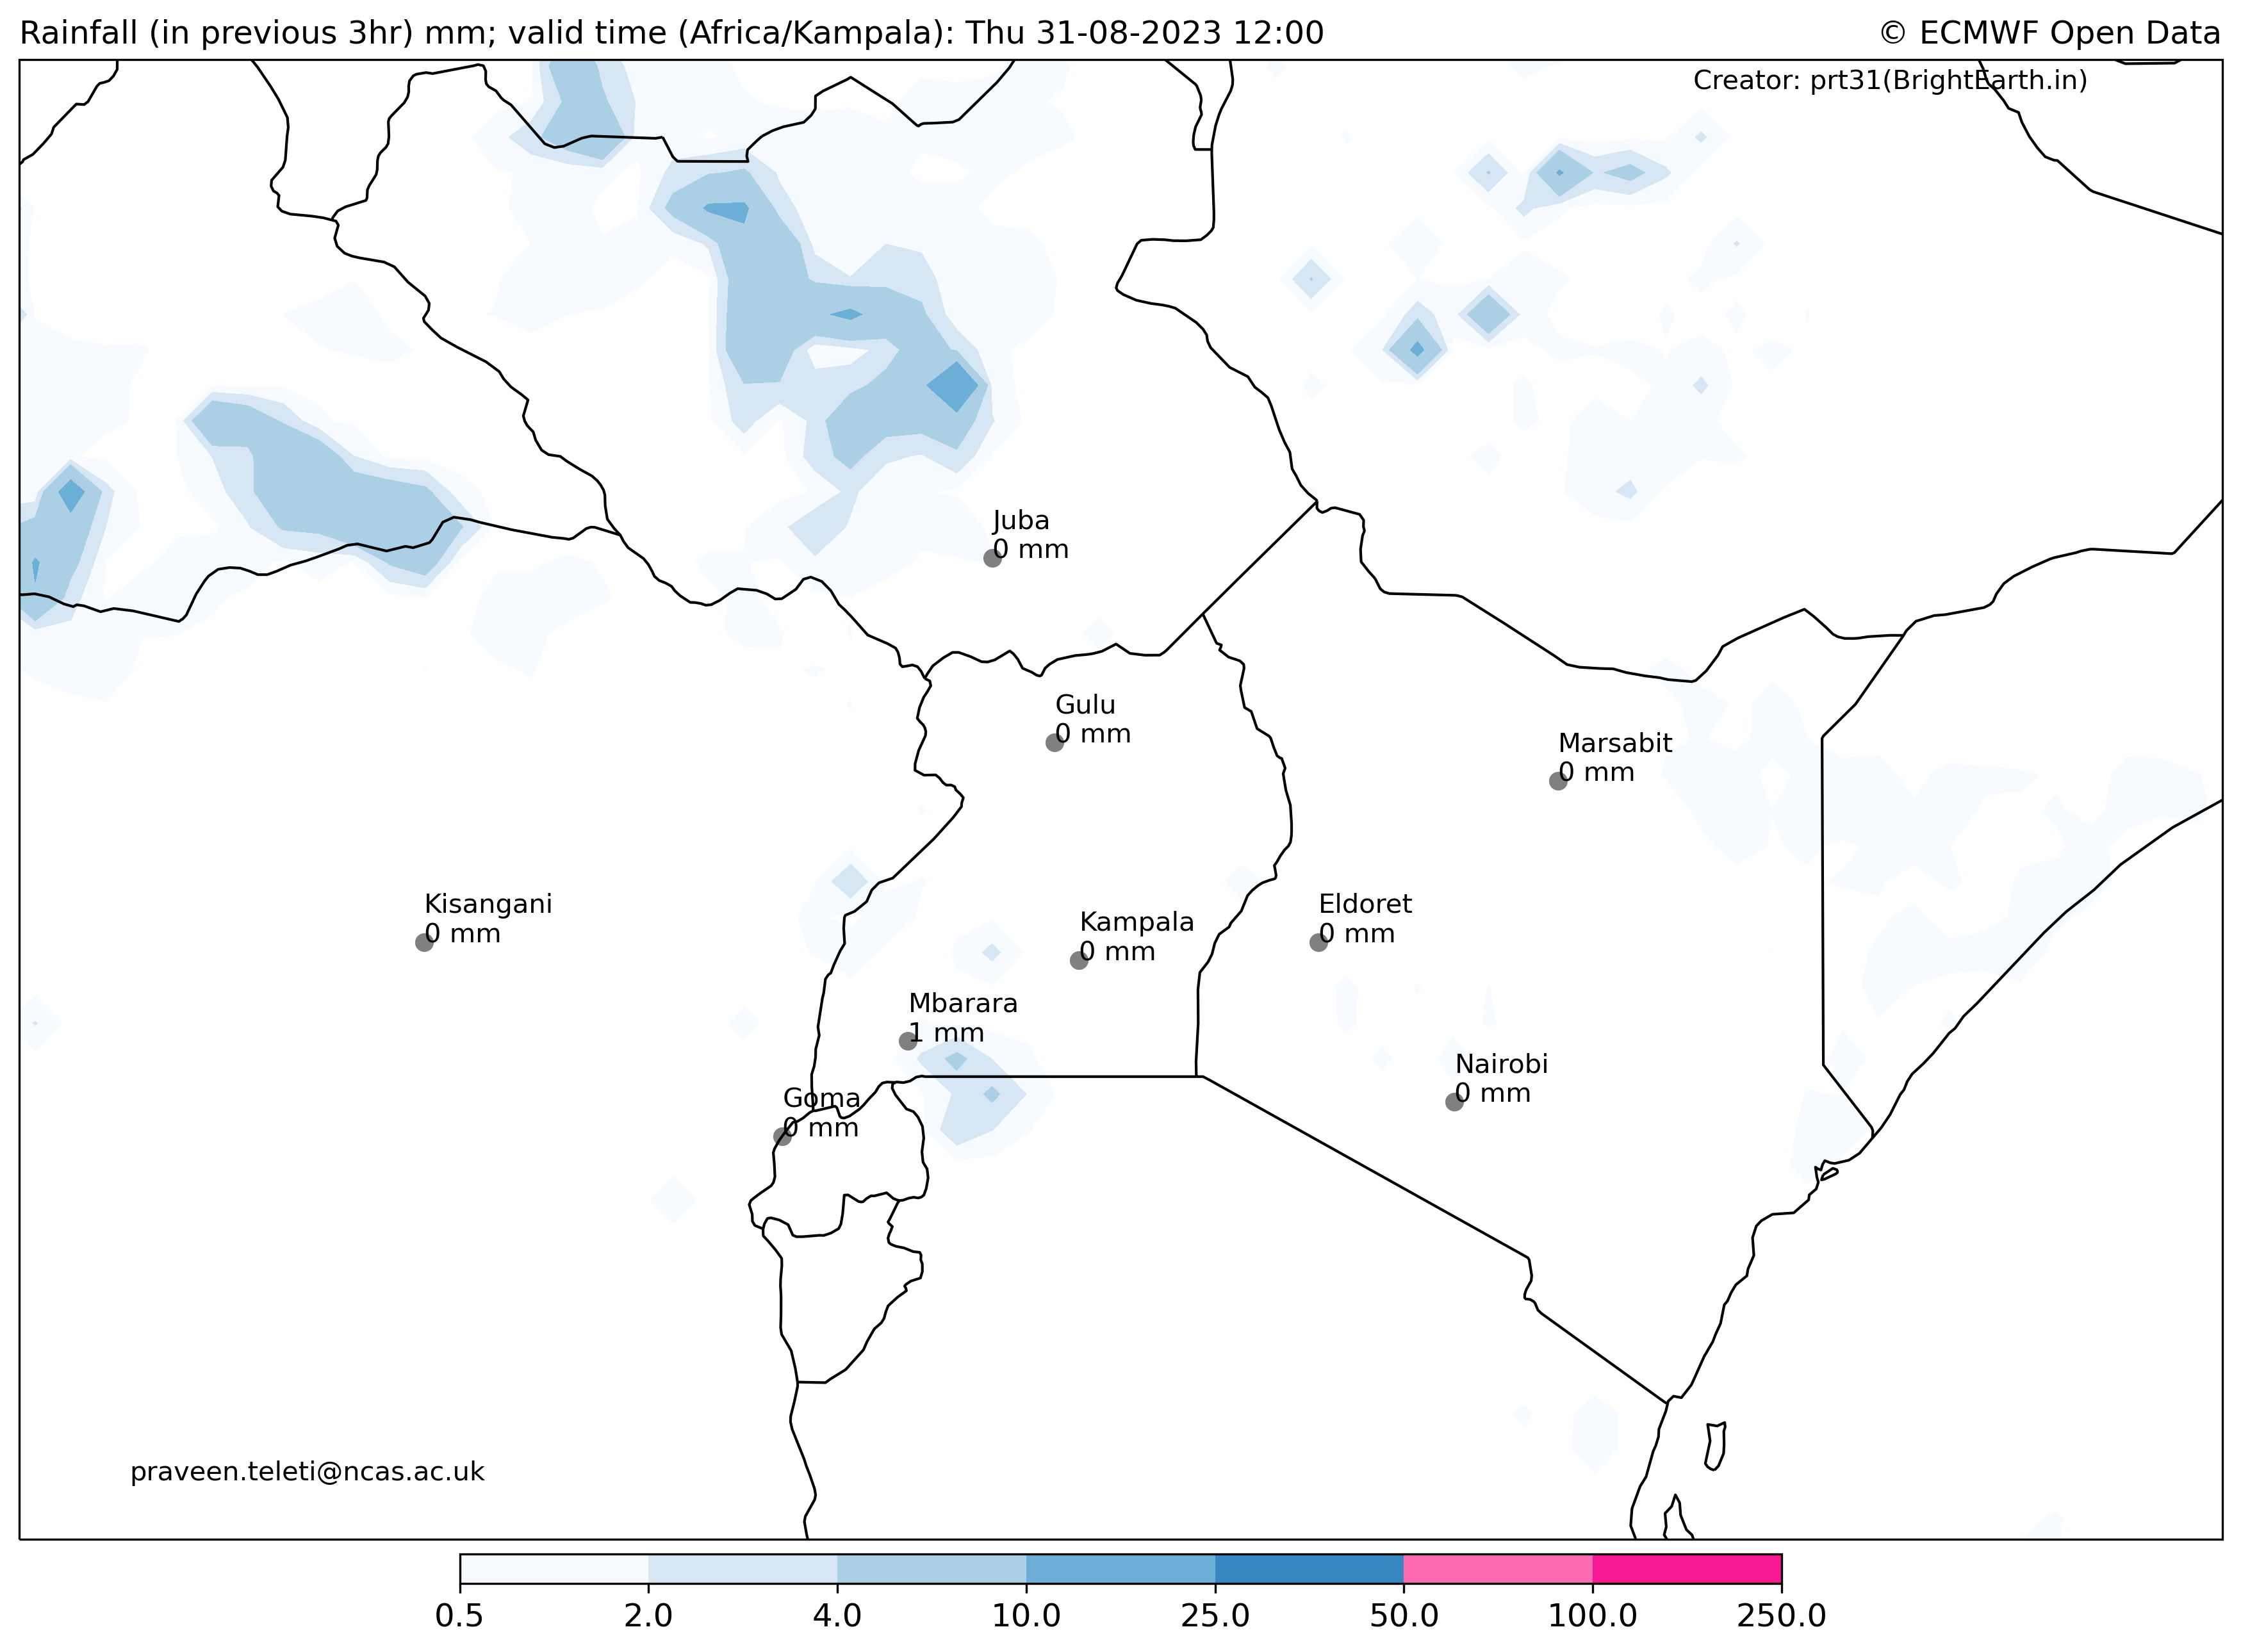 Rainfall (in previous 3hr) mm; valid time (Africa/Kampala): Thu 31-08-2023 12:00
© ECMWF Open Data
Creator: prt31(BrightEarth.in)
Juba
0 mm
Gulu
0 mm
Marsabit
0 mm
Kisangani
0 mm
Kampala
0 mm
Eldoret
0 mm
Mbarara
1 mm
Nairobi
0 mm
Goma
0 mm
praveen.teleti@ncas.ac.uk
0.5 2.0 4.0 10.0 25.0 50.0 100.0 250.0